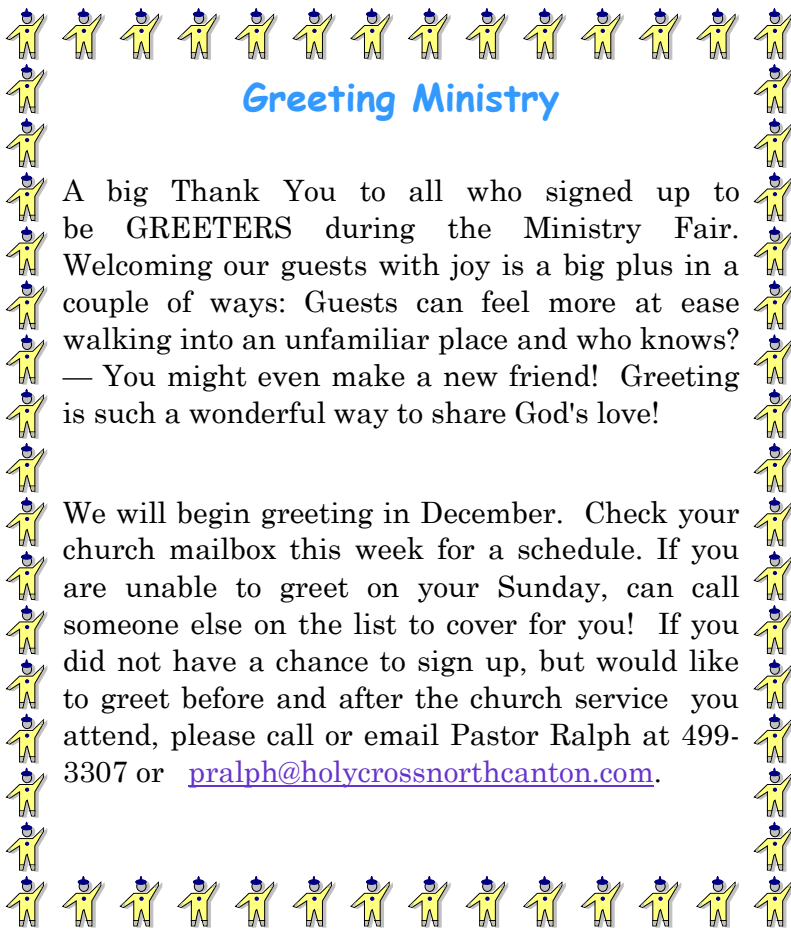 Greeting Ministry
A big Thank You to all who signed up to
be GREETERS during the Ministry Fair.
Welcoming our guests with joy is a big plus in a
couple of ways: Guests can feel more at ease
walking into an unfamiliar place and who knows?
— You might even make a new friend!  Greeting
is such a wonderful way to share God's love!
We will begin greeting in December.  Check your
church mailbox this week for a schedule. If you
are unable to greet on your Sunday, can call
someone else on the list to cover for you!  If you
did not have a chance to sign up, but would like
to greet before and after the church service  you
attend, please call or email Pastor Ralph at 499-
3307 or   pralph@holycrossnorthcanton.com.